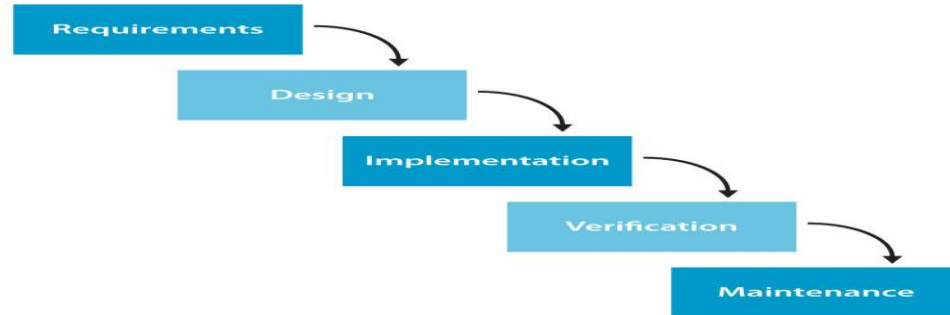 Requirements
Design
Implementation
Verification
Maintenance